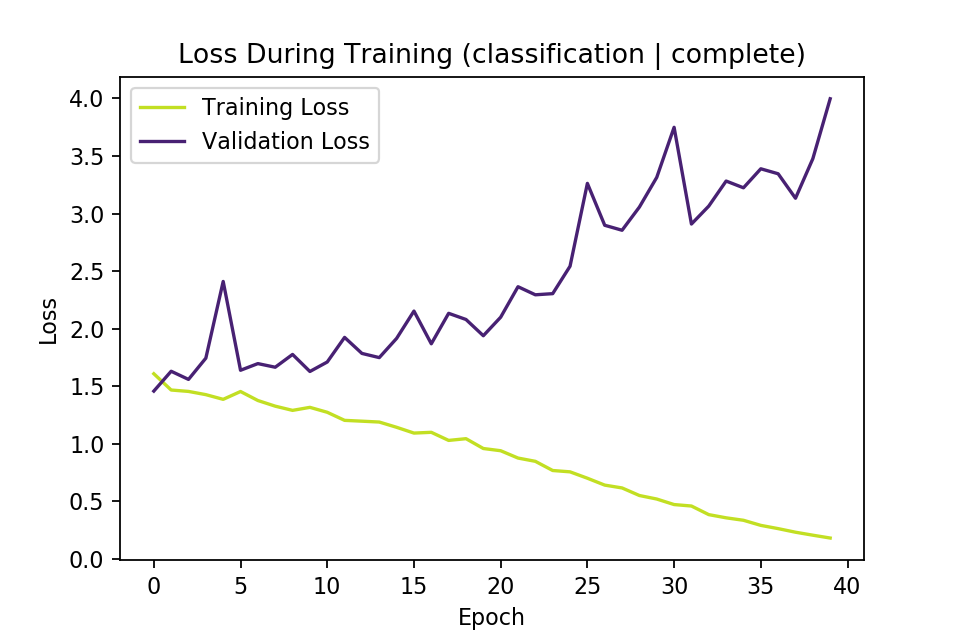 Loss During Training (classification | complete)
Training Loss
Validation Loss
4.0
3.5
3.0
2.5
2.0
1.5
1.0
0.5
0.0
Loss
0 5 10 15 20 25 30 35 40
Epoch